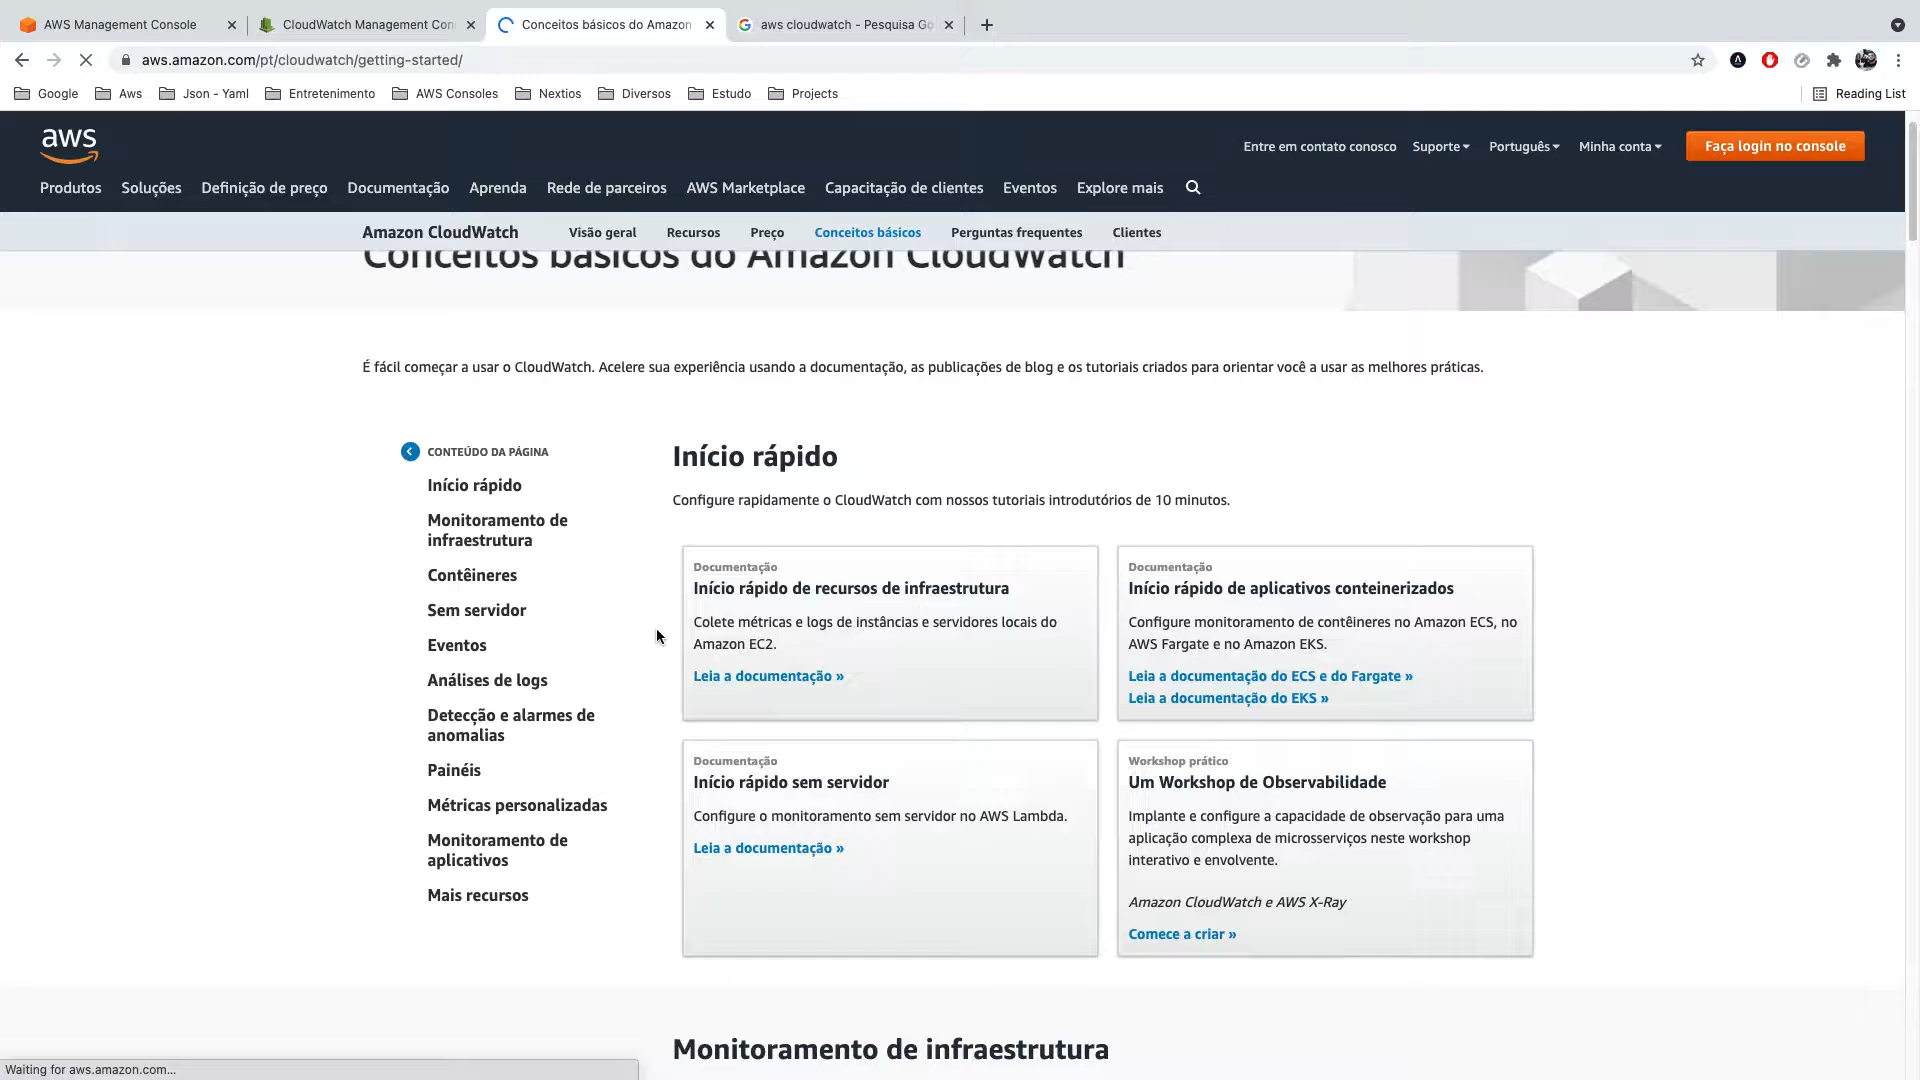 AWS Management Console
CloudWatch Management Con
Conceitos básicos do Amazon
aws cloudwatch - Pesquisa Go
aws.amazon.com/pt/cloudwatch/getting-started/
Google
Aws
Json - Yaml
Entretenimento
AWS Consoles
Nextios
Diversos
Estudo
Projects
Reading List
aws
Entre em contato conosco
Suporte
Português
Minha conta
Faça login no console
Produtos
Soluções
Definição de preço
Documentação
Aprenda
Rede de parceiros
AWS Marketplace
Capacitação de clientes
Eventos
Explore mais
Amazon CloudWatch
Visão geral
Recursos
Preço
Conceitos básicos
Perguntas frequentes
Clientes
Conceitos básicos do Amazon CloudWatch
É fácil começar a usar o CloudWatch. Acelere sua experiência usando a documentação, as publicações de blog e os tutoriais criados para orientar você a usar as melhores práticas.
CONTEÚDO DA PÁGINA
Início rápido
Monitoramento de
infraestrutura
Contêineres
Sem servidor
Eventos
Análises de logs
Detecção e alarmes de
anomalias
Painéis
Métricas personalizadas
Monitoramento de
aplicativos
Mais recursos
Início rápido
Configure rapidamente o CloudWatch com nossos tutoriais introdutórios de 10 minutos.
Documentação
Início rápido de recursos de infraestrutura
Colete métricas e logs de instâncias e servidores locais do
Amazon EC2.
Leia a documentação »
Documentação
Início rápido de aplicativos conteinerizados
Configure monitoramento de contêineres no Amazon ECS, no
AWS Fargate e no Amazon EKS.
Leia a documentação do ECS e do Fargate »
Leia a documentação do EKS »
Documentação
Início rápido sem servidor
Configure o monitoramento sem servidor no AWS Lambda.
Leia a documentação »
Workshop prático
Um Workshop de Observabilidade
Implante e configure a capacidade de observação para uma
aplicação complexa de microsserviços neste workshop
interativo e envolvente.
Amazon CloudWatch e AWS X-Ray
Comece a criar »
Monitoramento de infraestrutura
Waiting for aws.amazon.com...